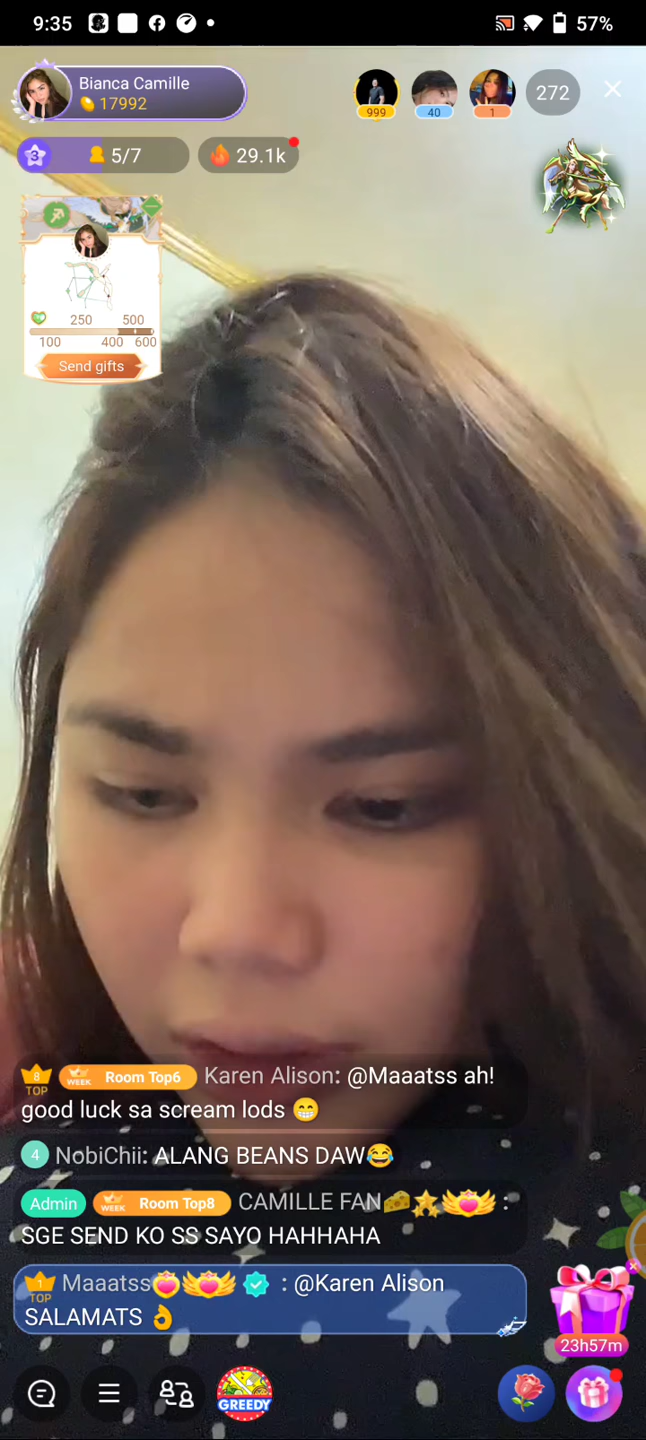 9:35 57%
Bianca Camille
17992
999 40 1 272
3 5/7 29.1k
250 500
100 400 600
Send gifts
8 TOP WEEK Room Top6 Karen Alison: @Maaatss ah!
good luck sa scream lods 😁
4 NobiChii: ALANG BEANS DAW😂
Admin WEEK Room Top8 CAMILLE FAN🧀⭐ :
SGE SEND KO SS SAYO HAHHAHA
1 TOP Maaatss : @Karen Alison
SALAMATS 👌
23h57m
GREEDY